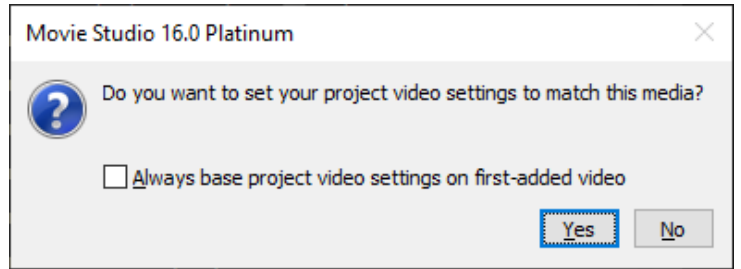 Movie Studio 16.0 Platinum
Do you want to set your project video settings to match this media?
Always base project video settings on first-added video
Yes No